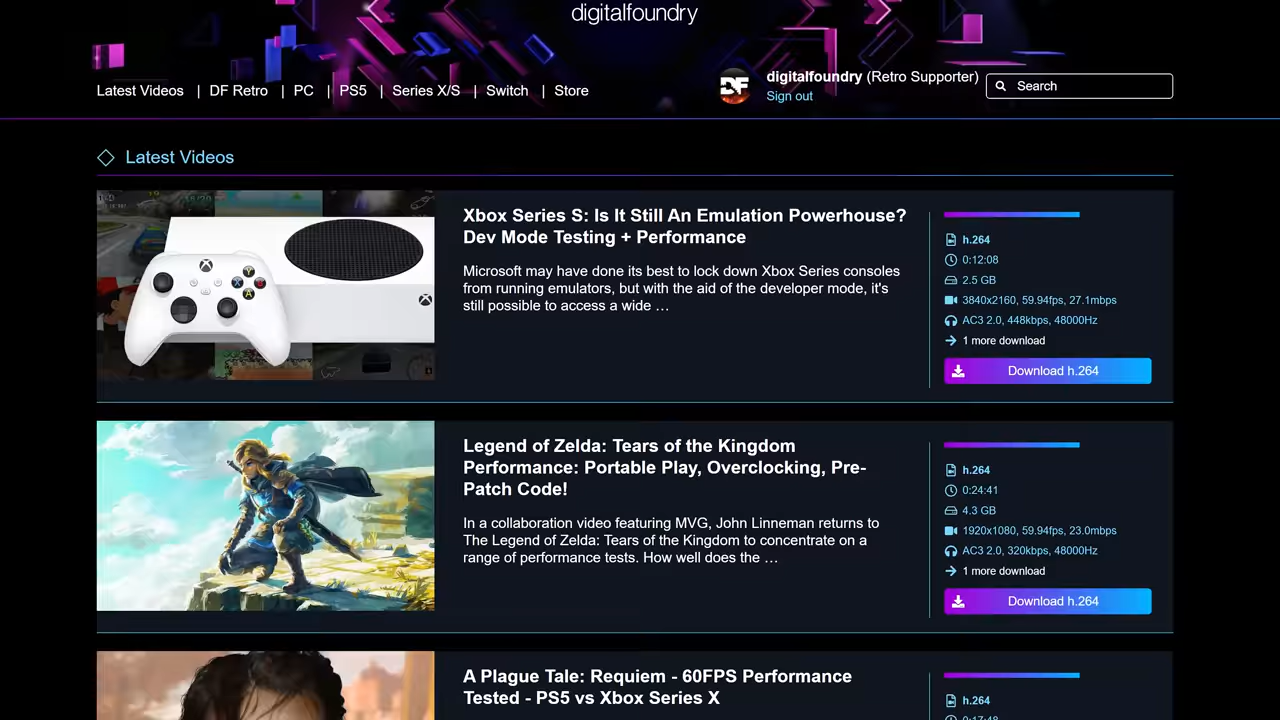 digitalfoundry
Latest Videos | DF Retro | PC | PS5 | Series X/S | Switch | Store
DF
digitalfoundry (Retro Supporter)
Sign out
Search
Latest Videos
Xbox Series S: Is It Still An Emulation Powerhouse?
Dev Mode Testing + Performance
Microsoft may have done its best to lock down Xbox Series consoles
from running emulators, but with the aid of the developer mode, it's
still possible to access a wide …
h.264
0:12:08
2.5 GB
3840x2160, 59.94fps, 27.1mbps
AC3 2.0, 448kbps, 48000Hz
1 more download
Download h.264
Legend of Zelda: Tears of the Kingdom
Performance: Portable Play, Overclocking, Pre-
Patch Code!
In a collaboration video featuring MVG, John Linneman returns to
The Legend of Zelda: Tears of the Kingdom to concentrate on a
range of performance tests. How well does the …
h.264
0:24:41
4.3 GB
1920x1080, 59.94fps, 23.0mbps
AC3 2.0, 320kbps, 48000Hz
1 more download
Download h.264
A Plague Tale: Requiem - 60FPS Performance
Tested - PS5 vs Xbox Series X
h.264